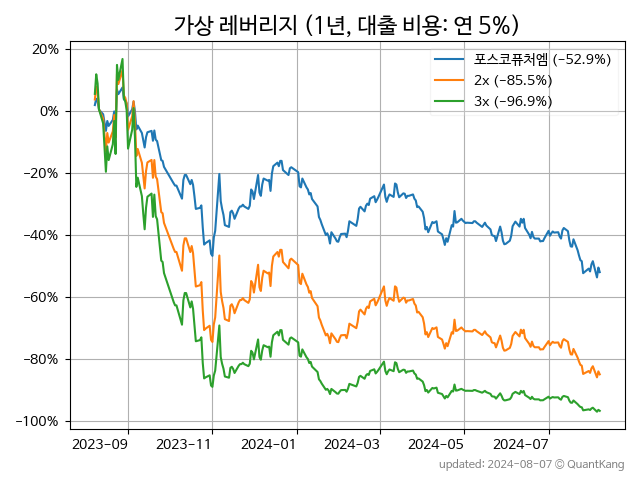 가상 레버리지 (1년, 대출 비용: 연 5%)
포스코퓨처엠 (−52.9%)
2x (−85.5%)
3x (−96.9%)
20%
0%
−20%
−40%
−60%
−80%
−100%
2023-09 2023-11 2024-01 2024-03 2024-05 2024-07
updated: 2024-08-07 © QuantKang